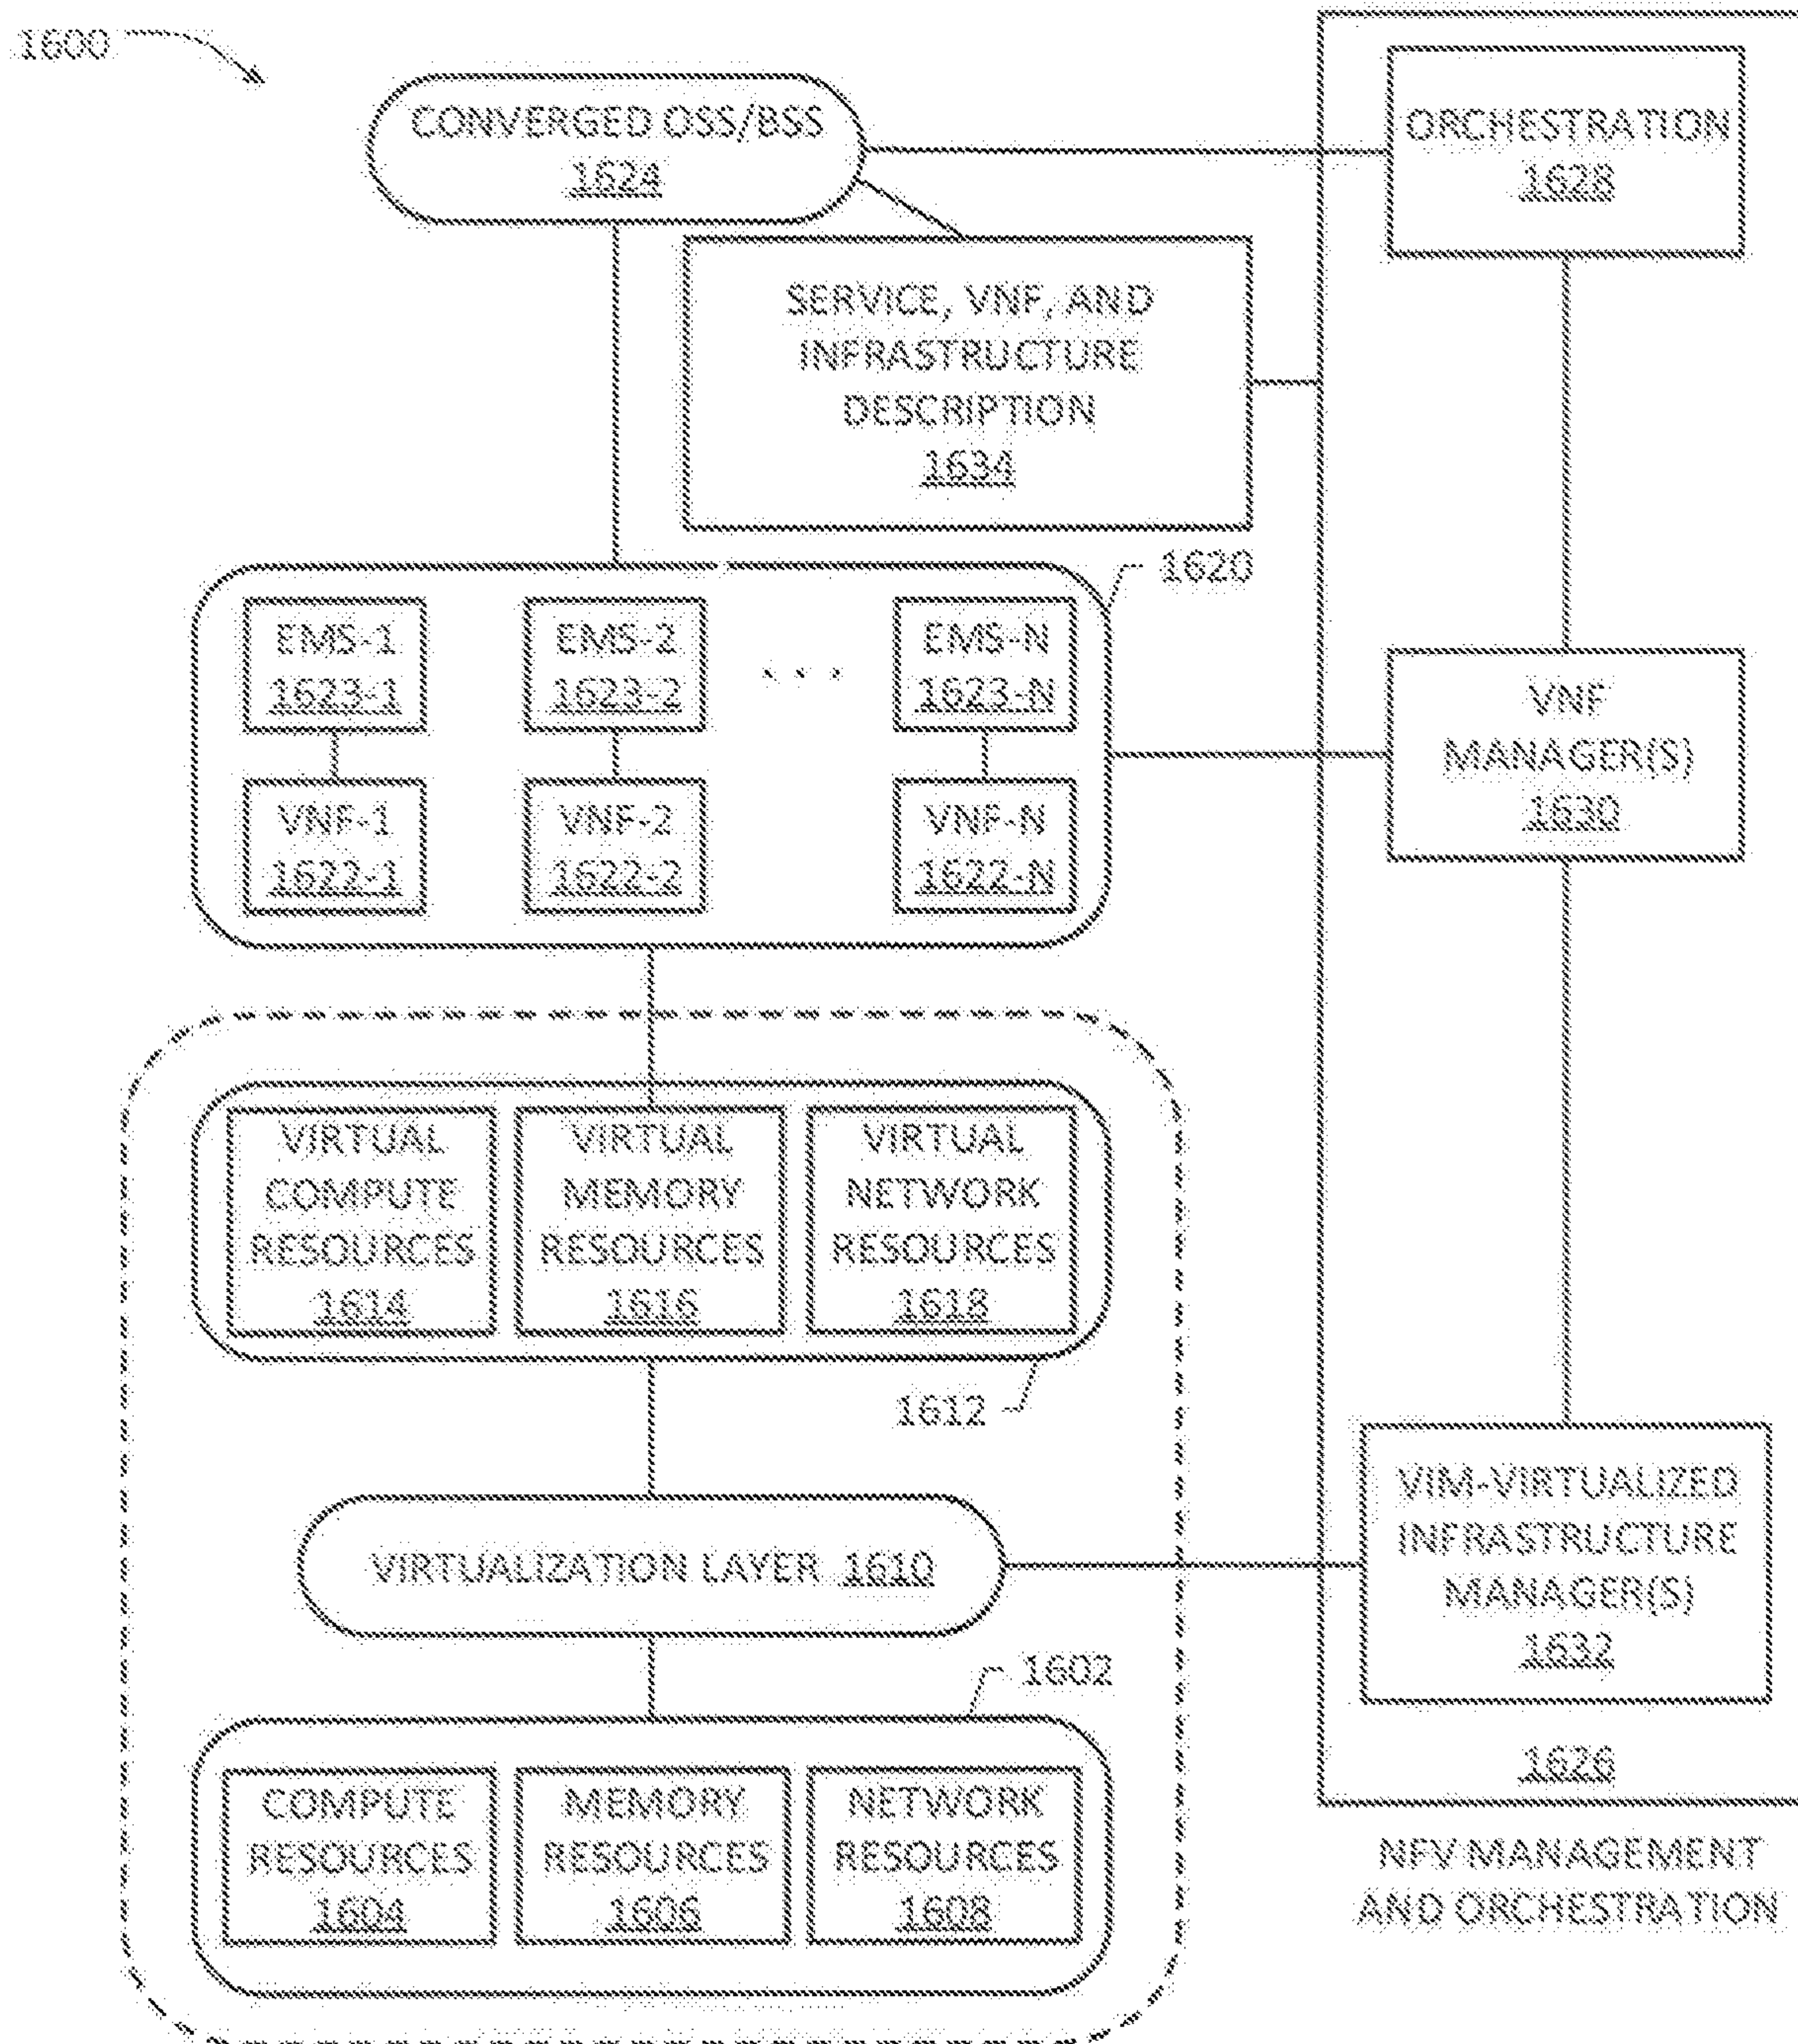 1600
CONVERGED OSS/BSS
1624
ORCHESTRATION
1628
SERVICE, VNF, AND
INFRASTRUCTURE
DESCRIPTION
1634
1620
EMS-1
1623-1
EMS-2
1623-2
. . .
EMS-N
1623-N
VNF-1
1622-1
VNF-2
1622-2
VNF-N
1622-N
VNF
MANAGER(S)
1630
VIRTUAL
COMPUTE
RESOURCES
1614
VIRTUAL
MEMORY
RESOURCES
1616
VIRTUAL
NETWORK
RESOURCES
1618
1612
VIRTUALIZATION LAYER 1610
VIM-VIRTUALIZED
INFRASTRUCTURE
MANAGER(S)
1632
1602
COMPUTE
RESOURCES
1604
MEMORY
RESOURCES
1606
NETWORK
RESOURCES
1608
1626
NFV MANAGEMENT
AND ORCHESTRATION